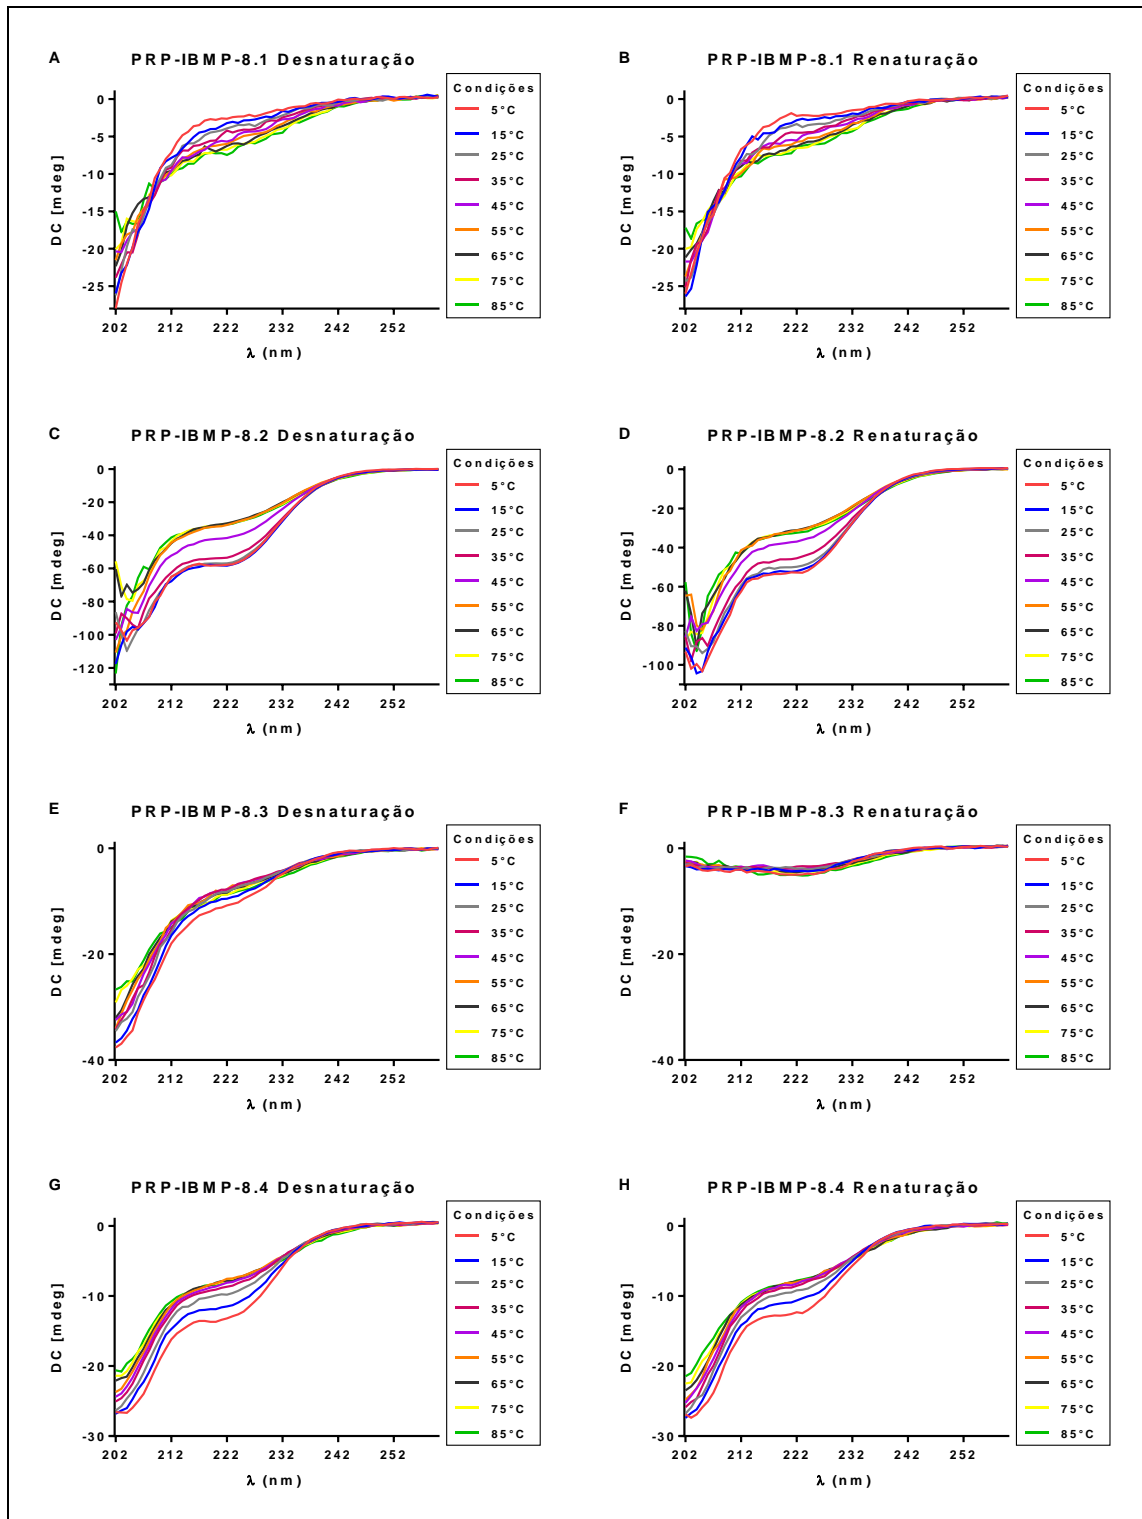 A
PRP-IBMP-8.1 Desnaturação
DC [mdeg]
0
-5
-10
-15
-20
-25
202 212 222 232 242 252
λ (nm)
Condições
5°C
15°C
25°C
35°C
45°C
55°C
65°C
75°C
85°C
B
PRP-IBMP-8.1 Renaturação
DC [mdeg]
0
-5
-10
-15
-20
-25
202 212 222 232 242 252
λ (nm)
Condições
5°C
15°C
25°C
35°C
45°C
55°C
65°C
75°C
85°C
C
PRP-IBMP-8.2 Desnaturação
DC [mdeg]
0
-20
-40
-60
-80
-100
-120
202 212 222 232 242 252
λ (nm)
Condições
5°C
15°C
25°C
35°C
45°C
55°C
65°C
75°C
85°C
D
PRP-IBMP-8.2 Renaturação
DC [mdeg]
0
-20
-40
-60
-80
-100
202 212 222 232 242 252
λ (nm)
Condições
5°C
15°C
25°C
35°C
45°C
55°C
65°C
75°C
85°C
E
PRP-IBMP-8.3 Desnaturação
DC [mdeg]
0
-20
-40
202 212 222 232 242 252
λ (nm)
Condições
5°C
15°C
25°C
35°C
45°C
55°C
65°C
75°C
85°C
F
PRP-IBMP-8.3 Renaturação
DC [mdeg]
0
-20
-40
202 212 222 232 242 252
λ (nm)
Condições
5°C
15°C
25°C
35°C
45°C
55°C
65°C
75°C
85°C
G
PRP-IBMP-8.4 Desnaturação
DC [mdeg]
0
-10
-20
-30
202 212 222 232 242 252
λ (nm)
Condições
5°C
15°C
25°C
35°C
45°C
55°C
65°C
75°C
85°C
H
PRP-IBMP-8.4 Renaturação
DC [mdeg]
0
-10
-20
-30
202 212 222 232 242 252
λ (nm)
Condições
5°C
15°C
25°C
35°C
45°C
55°C
65°C
75°C
85°C